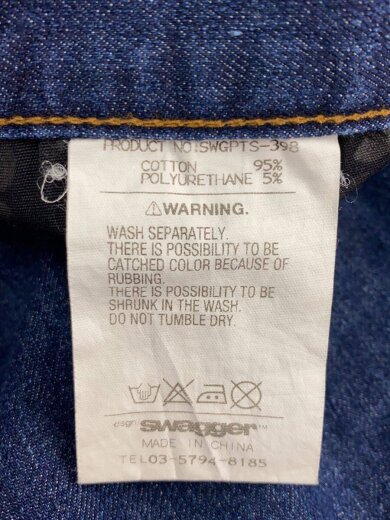 PRODUCT NO:SWGPTS-398
COTTON 95%
POLYURETHANE 5%
⚠WARNING.
WASH SEPARATELY.
THERE IS POSSIBILITY TO BE
CATCHED COLOR BECAUSE OF
RUBBING.
THERE IS POSSIBILITY TO BE
SHRUNK IN THE WASH.
DO NOT TUMBLE DRY.
dsgn swagger™
MADE IN CHINA
TEL03-5794-8185